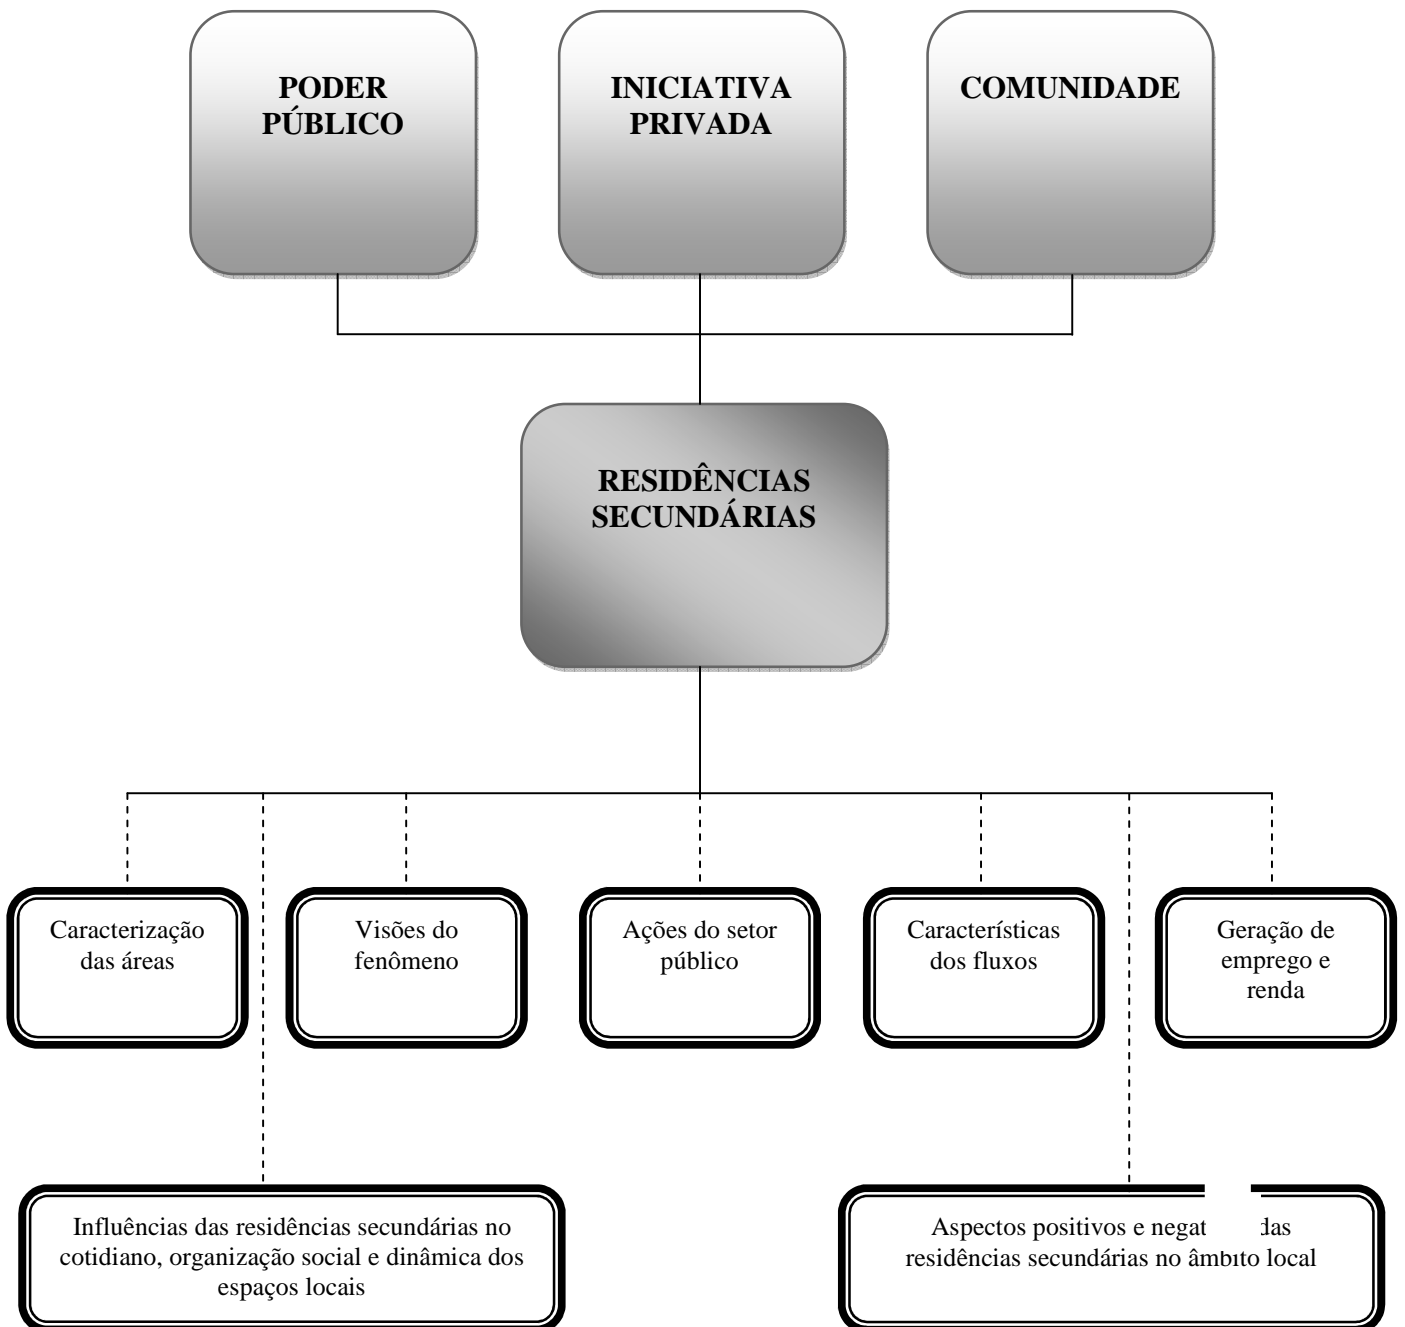 PODER
PÚBLICO
INICIATIVA
PRIVADA
COMUNIDADE
RESIDÊNCIAS
SECUNDÁRIAS
Caracterização
das áreas
Visões do
fenômeno
Ações do setor
público
Características
dos fluxos
Geração de
emprego e
renda
Influências das residências secundárias no
cotidiano, organização social e dinâmica dos
espaços locais
Aspectos positivos e negat das
residências secundárias no âmbito local